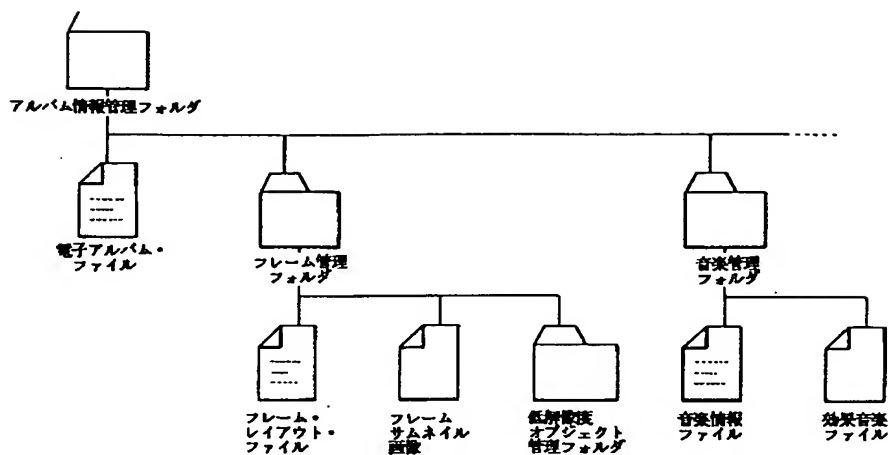 アルバム情報管理フォルダ
電子アルバム・
ファイル
フレーム管理
フォルダ
音楽管理
フォルダ
フレーム・
レイアウト・
ファイル
フレーム
サムネイル
画像
低解像度
オブジェクト
管理フォルダ
音楽情報
ファイル
効果音楽
ファイル